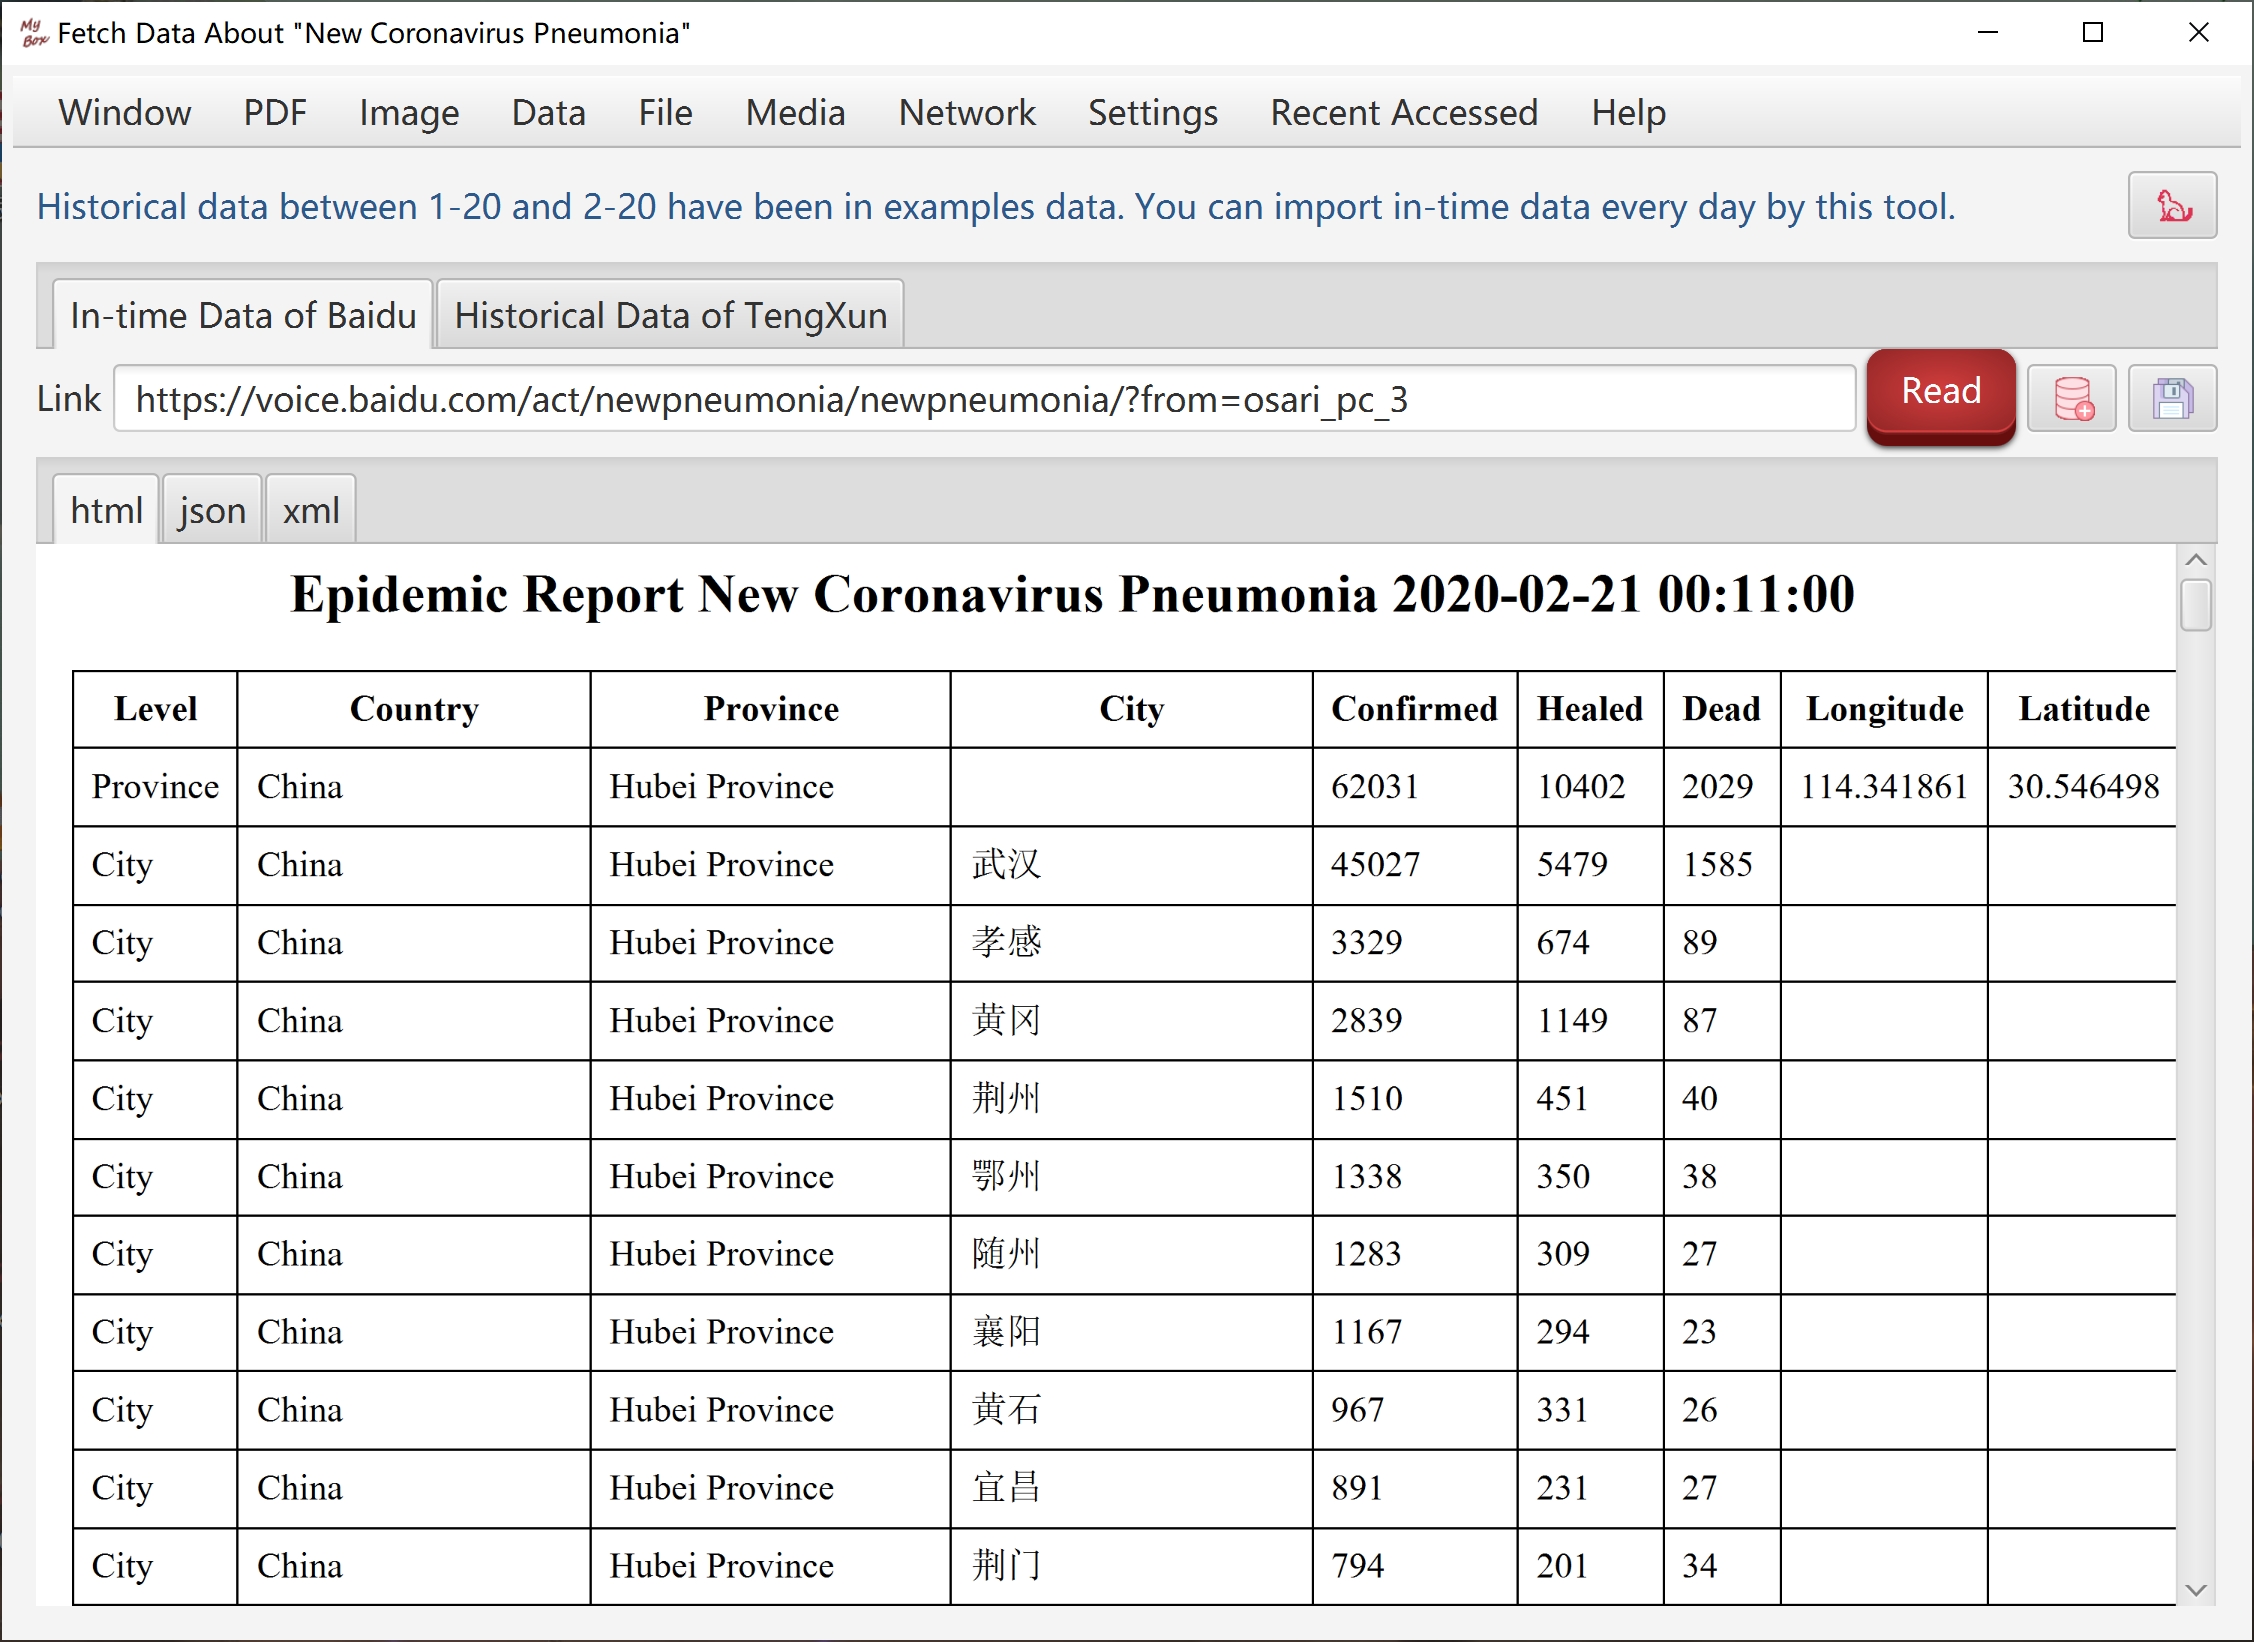 My Box Fetch Data About "New Coronavirus Pneumonia"
Window PDF Image Data File Media Network Settings Recent Accessed Help
Historical data between 1-20 and 2-20 have been in examples data. You can import in-time data every day by this tool.
In-time Data of Baidu Historical Data of TengXun
Link https://voice.baidu.com/act/newpneumonia/newpneumonia/?from=osari_pc_3 Read
html json xml
Epidemic Report New Coronavirus Pneumonia 2020-02-21 00:11:00
Level Country Province City Confirmed Healed Dead Longitude Latitude
Province China Hubei Province 62031 10402 2029 114.341861 30.546498
City China Hubei Province 武汉 45027 5479 1585
City China Hubei Province 孝感 3329 674 89
City China Hubei Province 黄冈 2839 1149 87
City China Hubei Province 荆州 1510 451 40
City China Hubei Province 鄂州 1338 350 38
City China Hubei Province 随州 1283 309 27
City China Hubei Province 襄阳 1167 294 23
City China Hubei Province 黄石 967 331 26
City China Hubei Province 宜昌 891 231 27
City China Hubei Province 荆门 794 201 34